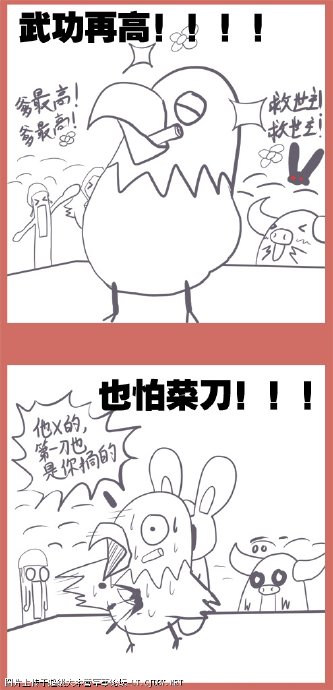 武功再高！！！！
爹最高！
爹最高！
救世主！
救世主！
也怕菜刀！！！
他X的，
第一刀也
是你捅的